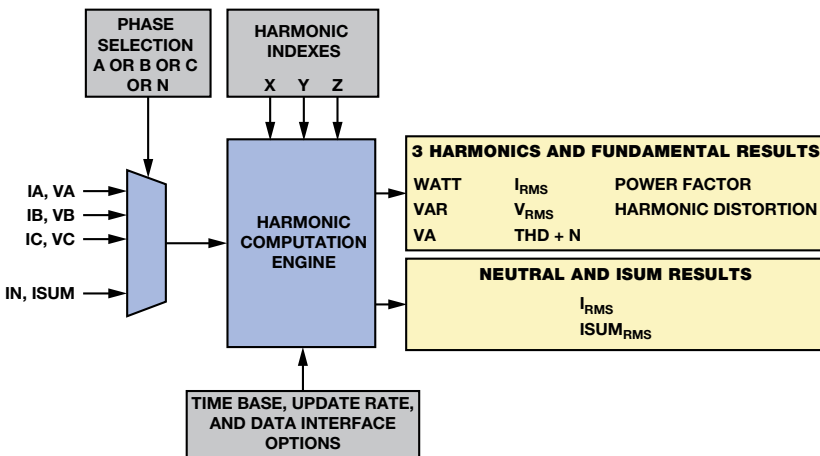 PHASE
SELECTION
A OR B OR C
OR N
HARMONIC
INDEXES
X Y Z
IA, VA
IB, VB
IC, VC
IN, ISUM
HARMONIC
COMPUTATION
ENGINE
3 HARMONICS AND FUNDAMENTAL RESULTS
WATT IRMS POWER FACTOR
VAR VRMS HARMONIC DISTORTION
VA THD + N
NEUTRAL AND ISUM RESULTS
IRMS
ISUMRMS
TIME BASE, UPDATE RATE,
AND DATA INTERFACE
OPTIONS